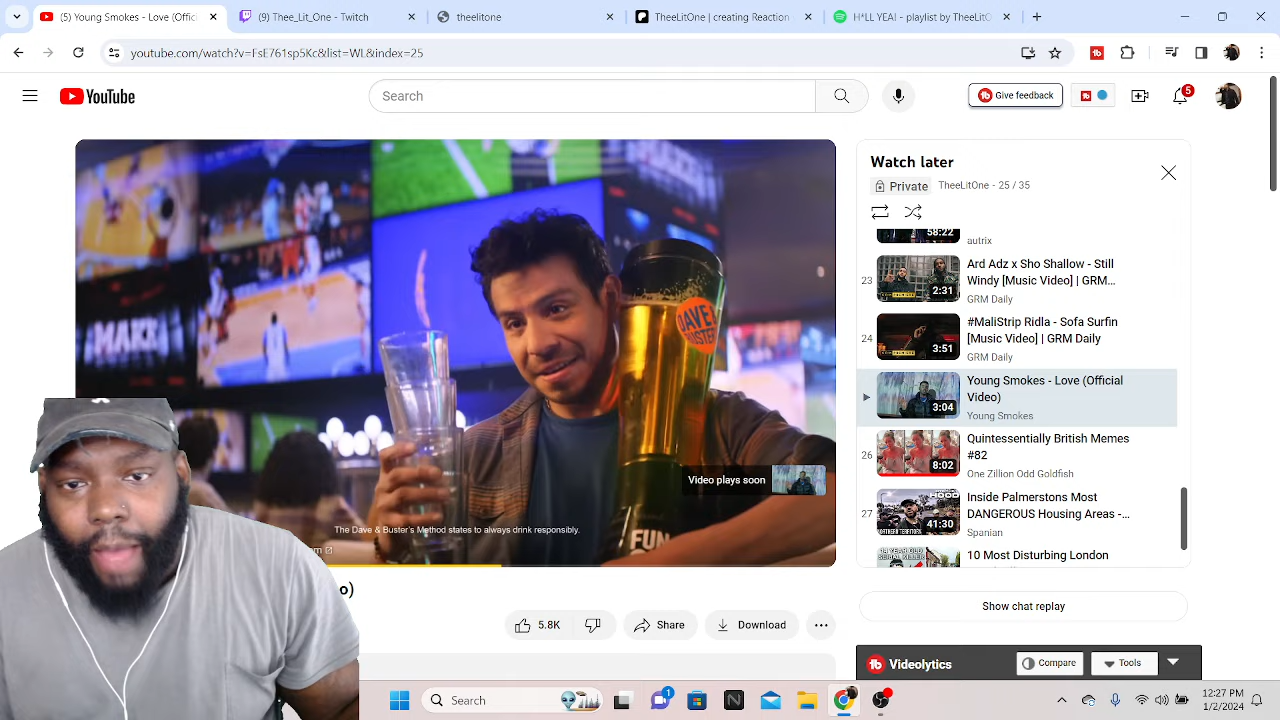 (5) Young Smokes - Love (Offici
(9) TheeLitOne - Twitch
theelitone
TheeLitOne | creating reaction
H*LL YEA! - playlist by TheeLit
youtube.com/watch?v=FsE761sp5Kc&list=WL&index=25
YouTube
Search
Give feedback
5
MAKE
DAVE
BUSTER
Video plays soon
The Dave & Buster's Method states to always drink responsibly.
FUN
o)
5.8K
Share
Download
Watch later
Private
TheeLItOne - 25 / 35
58:22
autrix
23
2:31
Ard Adz x Sho Shallow - Still
Windy [Music Video] | GRM...
GRM Daily
24
3:51
#MaliStrip Ridla - Sofa Surfin
[Music Video] | GRM Daily
GRM Daily
3:04
Young Smokes - Love (Official
Video)
Young Smokes
26
8:02
Quintessentially British Memes
#82
One Zillion Odd Goldfish
27
HOOD
41:30
Inside Palmerstons Most
DANGEROUS Housing Areas -...
Spanian
10 Most Disturbing London
Show chat replay
Videolytics
Compare
Tools
Search
1
12:27 PM
1/2/2024